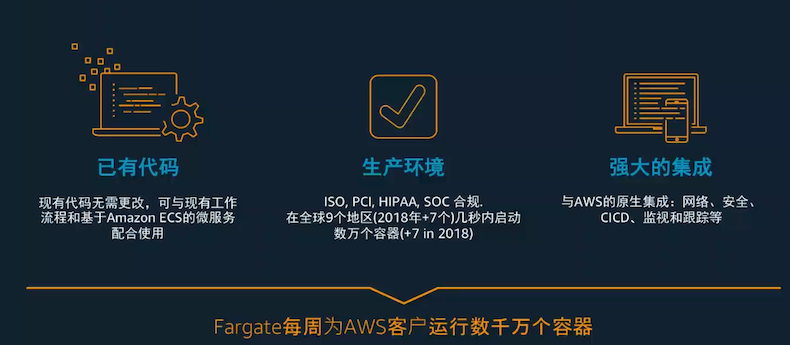 已有代码
现有代码无需更改，可与现有工作
流程和基于Amazon ECS的微服务
配合使用
生产环境
ISO, PCI, HIPAA, SOC 合规.
在全球9个地区(2018年+7个)几秒内启动
数万个容器(+7 in 2018)
强大的集成
与AWS的原生集成：网络、安全、
CICD、监视和跟踪等
Fargate每周为AWS客户运行数千万个容器